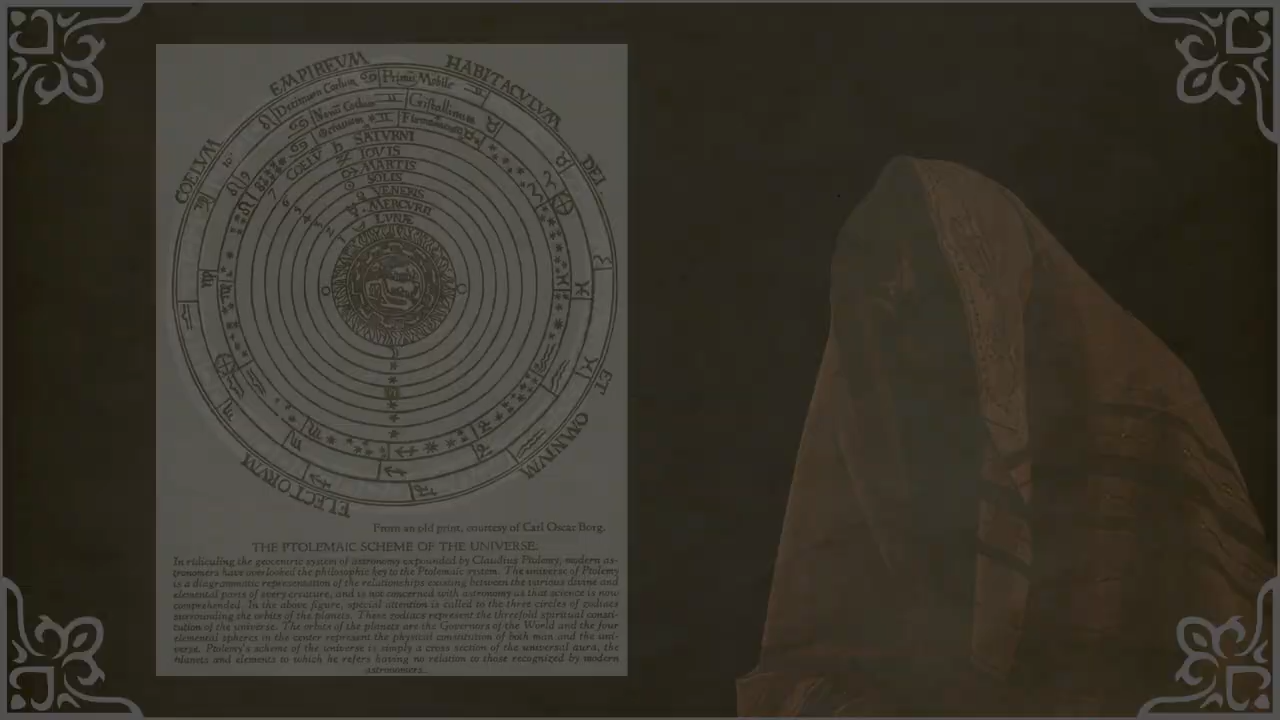 COELVM EMPIREVM HABITACVLVM DEI ET OMNIVM ELECTORVM
Decimum Coelum Primū Mobile
Nonū Coelum Cristallinum
Octauum Firmamentum
COELV SATVRNI
IOVIS
MARTIS
SOLIS
VENERIS
MERCVRII
LVNÆ
From an old print, courtesy of Carl Oscar Borg.
THE PTOLEMAIC SCHEME OF THE UNIVERSE.
In ridiculing the geocentric system of astronomy expounded by Claudius Ptolemy, modern as-
tronomers have overlooked the philosophic key to the Ptolemaic system. The universe of Ptolemy
is a diagrammatic representation of the relationships existing between the various divine and
elemental parts of every creature, and is not concerned with astronomy as that science is now
comprehended. In the above figure, special attention is called to the three circles of zodiacs
surrounding the orbits of the planets. These zodiacs represent the threefold spiritual consti-
tution of the universe. The orbits of the planets are the Governors of the World and the four
elemental spheres in the center represent the physical constitution of both man and the uni-
verse. Ptolemy's scheme of the universe is simply a cross section of the universal aura, the
planets and elements to which he refers having no relation to those recognized by modern
astronomers.